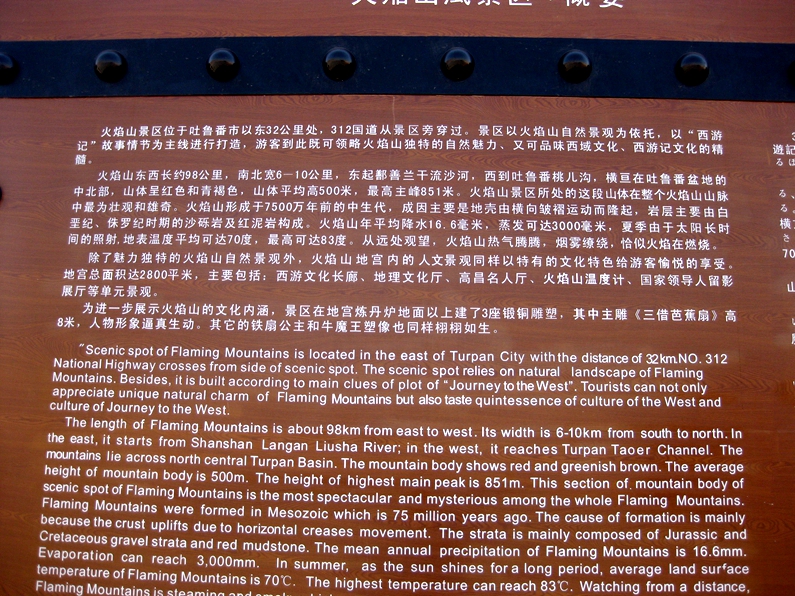 火焰山風景区·概要
火焰山景区位于吐鲁番市以东32公里处，312国道从景区旁穿过。景区以火焰山自然景观为依托，以“西游
记”故事情节为主线进行打造，游客到此既可领略火焰山独特的自然魅力、又可品味西域文化、西游记文化的精
髓。
火焰山东西长约98公里，南北宽6—10公里，东起鄯善兰干流沙河，西到吐鲁番桃儿沟，横亘在吐鲁番盆地的
中北部，山体呈红色和青褐色，山体平均高500米，最高主峰851米。火焰山景区所处的这段山体在整个火焰山山脉
中最为壮观和雄奇。火焰山形成于7500万年前的中生代，成因主要是地壳由横向皱褶运动而隆起，岩层主要由白
垩纪、侏罗纪时期的沙砾岩及红泥岩构成。火焰山年平均降水16.6毫米，蒸发可达3000毫米，夏季由于太阳长时
间的照射,地表温度平均可达70度，最高可达83度。从远处观望，火焰山热气腾腾，烟雾缭绕，恰似火焰在燃烧。
除了魅力独特的火焰山自然景观外，火焰山地宫内的人文景观同样以特有的文化特色给游客愉悦的享受。
地宫总面积达2800平米，主要包括：西游文化长廊、地理文化厅、高昌名人厅、火焰山温度计、国家领导人留影
展厅等单元景观。
为进一步展示火焰山的文化内涵，景区在地宫炼丹炉地面以上建了3座锻铜雕塑，其中主雕《三借芭蕉扇》高
8米，人物形象逼真生动。其它的铁扇公主和牛魔王塑像也同样栩栩如生。
"Scenic spot of Flaming Mountains is located in the east of Turpan City with the distance of 32km.NO. 312
National Highway crosses from side of scenic spot. The scenic spot relies on natural landscape of Flaming
Mountains. Besides, it is built according to main clues of plot of “Journey to the West”. Tourists can not only
appreciate unique natural charm of Flaming Mountains but also taste quintessence of culture of the West and
culture of Journey to the West.
The length of Flaming Mountains is about 98km from east to west. Its width is 6-10km from south to north. In
the east, it starts from Shanshan Langan Liusha River; in the west, it reaches Turpan Taoer Channel. The
mountains lie across north central Turpan Basin. The mountain body shows red and greenish brown. The average
height of mountain body is 500m. The height of highest main peak is 851m. This section of mountain body of
scenic spot of Flaming Mountains is the most spectacular and mysterious among the whole Flaming Mountains.
Flaming Mountains were formed in Mesozoic which is 75 million years ago. The cause of formation is mainly
because the crust uplifts due to horizontal creases movement. The strata is mainly composed of Jurassic and
Cretaceous gravel strata and red mudstone. The mean annual precipitation of Flaming Mountains is 16.6mm.
Evaporation can reach 3,000mm. In summer, as the sun shines for a long period, average land surface
temperature of Flaming Mountains is 70℃. The highest temperature can reach 83℃. Watching from a distance,
Flaming Mountains is steaming and
遊記
70
山